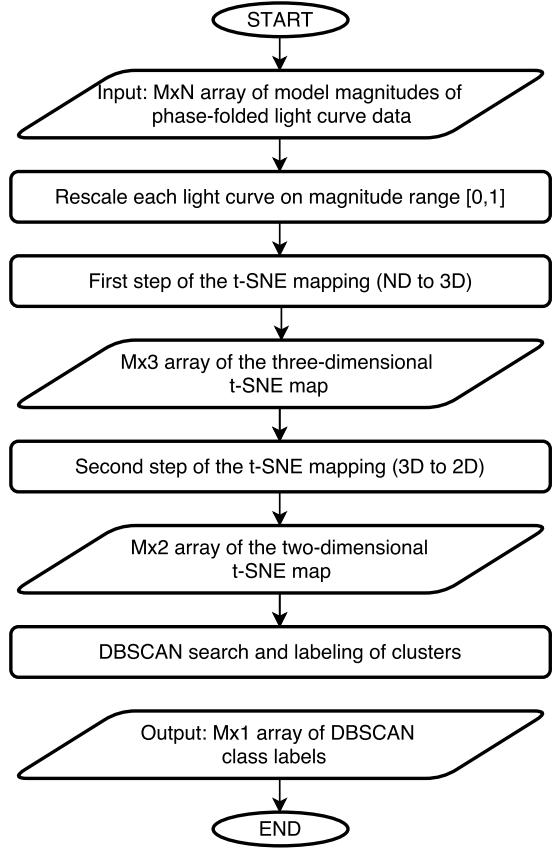 START
Input: MxN array of model magnitudes of
phase-folded light curve data
Rescale each light curve on magnitude range [0,1]
First step of the t-SNE mapping (ND to 3D)
Mx3 array of the three-dimensional
t-SNE map
Second step of the t-SNE mapping (3D to 2D)
Mx2 array of the two-dimensional
t-SNE map
DBSCAN search and labeling of clusters
Output: Mx1 array of DBSCAN
class labels
END